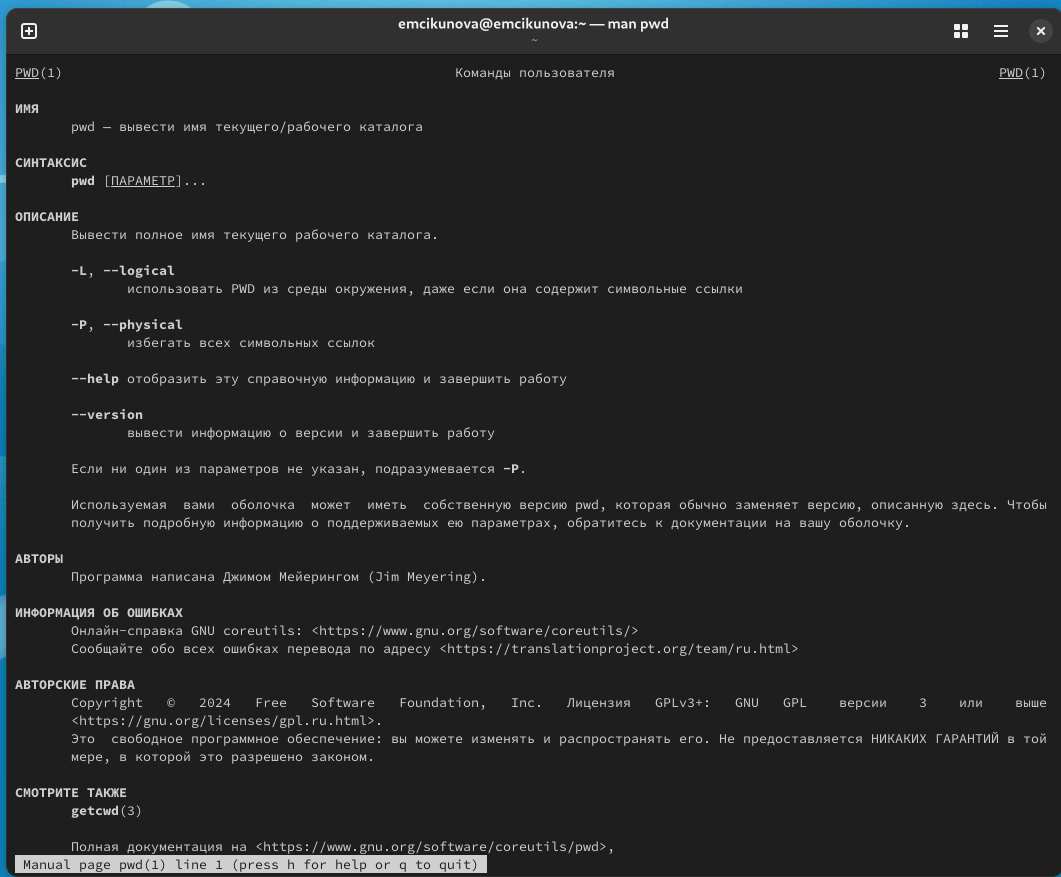 emcikunova@emcikunova:~ — man pwd
~
PWD(1) Команды пользователя PWD(1)
ИМЯ
pwd — вывести имя текущего/рабочего каталога
СИНТАКСИС
pwd [ПАРАМЕТР]...
ОПИСАНИЕ
Вывести полное имя текущего рабочего каталога.
-L, --logical
использовать PWD из среды окружения, даже если она содержит символьные ссылки
-P, --physical
избегать всех символьных ссылок
--help отобразить эту справочную информацию и завершить работу
--version
вывести информацию о версии и завершить работу
Если ни один из параметров не указан, подразумевается -P.
Используемая вами оболочка может иметь собственную версию pwd, которая обычно заменяет версию, описанную здесь. Чтобы
получить подробную информацию о поддерживаемых ею параметрах, обратитесь к документации на вашу оболочку.
АВТОРЫ
Программа написана Джимом Мейерингом (Jim Meyering).
ИНФОРМАЦИЯ ОБ ОШИБКАХ
Онлайн-справка GNU coreutils: <https://www.gnu.org/software/coreutils/>
Сообщайте обо всех ошибках перевода по адресу <https://translationproject.org/team/ru.html>
АВТОРСКИЕ ПРАВА
Copyright © 2024 Free Software Foundation, Inc. Лицензия GPLv3+: GNU GPL версии 3 или выше
<https://gnu.org/licenses/gpl.ru.html>.
Это свободное программное обеспечение: вы можете изменять и распространять его. Не предоставляется НИКАКИХ ГАРАНТИЙ в той
мере, в которой это разрешено законом.
СМОТРИТЕ ТАКЖЕ
getcwd(3)
Полная документация на <https://www.gnu.org/software/coreutils/pwd>,
Manual page pwd(1) line 1 (press h for help or q to quit)